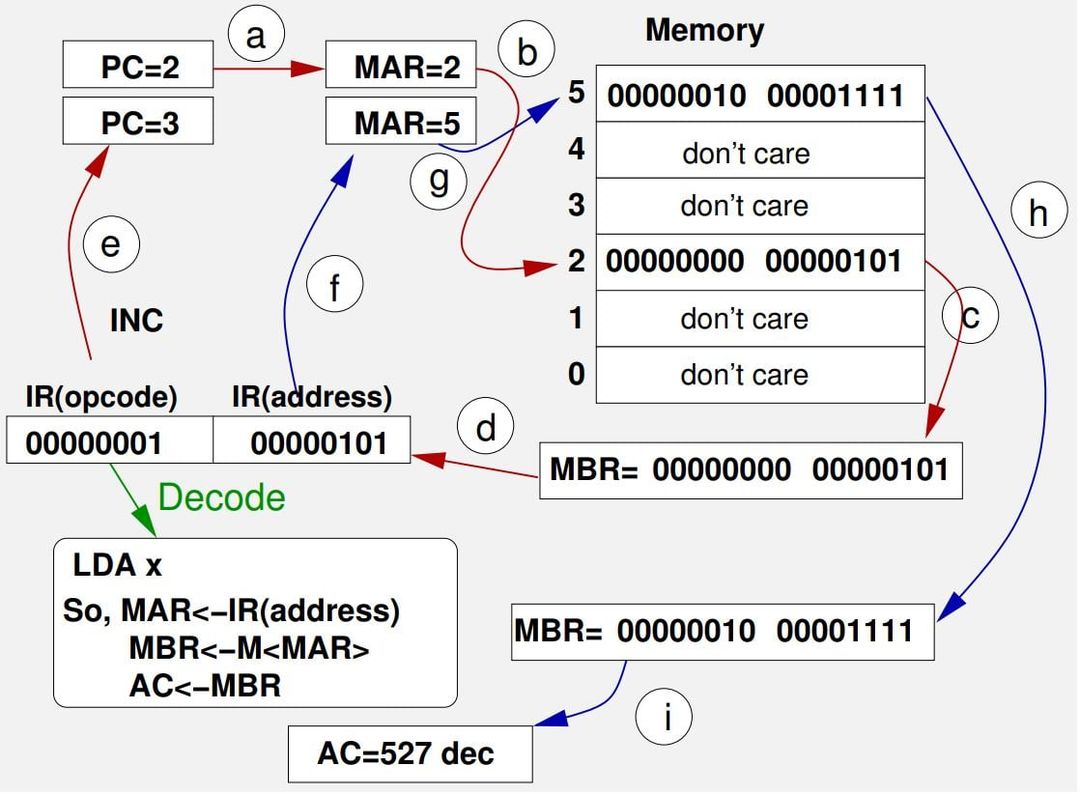 a
b
Memory
PC=2
MAR=2
5
00000010 00001111
PC=3
MAR=5
4
don't care
g
h
3
don't care
e
2
00000000 00000101
f
INC
1
don't care
c
0
don't care
IR(opcode)
IR(address)
00000001
00000101
d
MBR= 00000000 00000101
Decode
LDA x
So, MAR<–IR(address)
MBR<–M<MAR>
AC<–MBR
MBR= 00000010 00001111
i
AC=527 dec